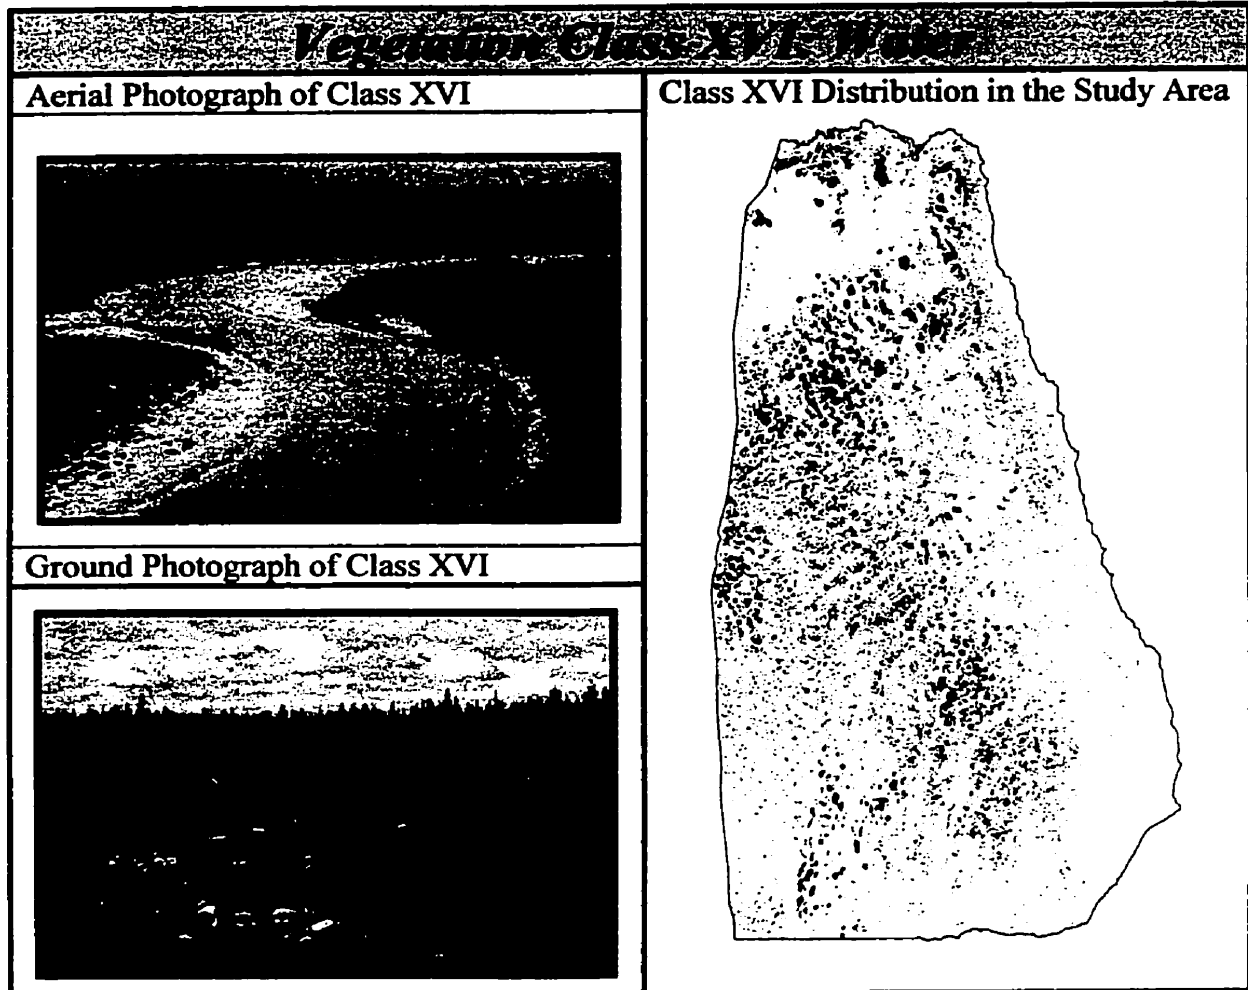 Vegetation Class XVI: Water
Aerial Photograph of Class XVI
Class XVI Distribution in the Study Area
Ground Photograph of Class XVI